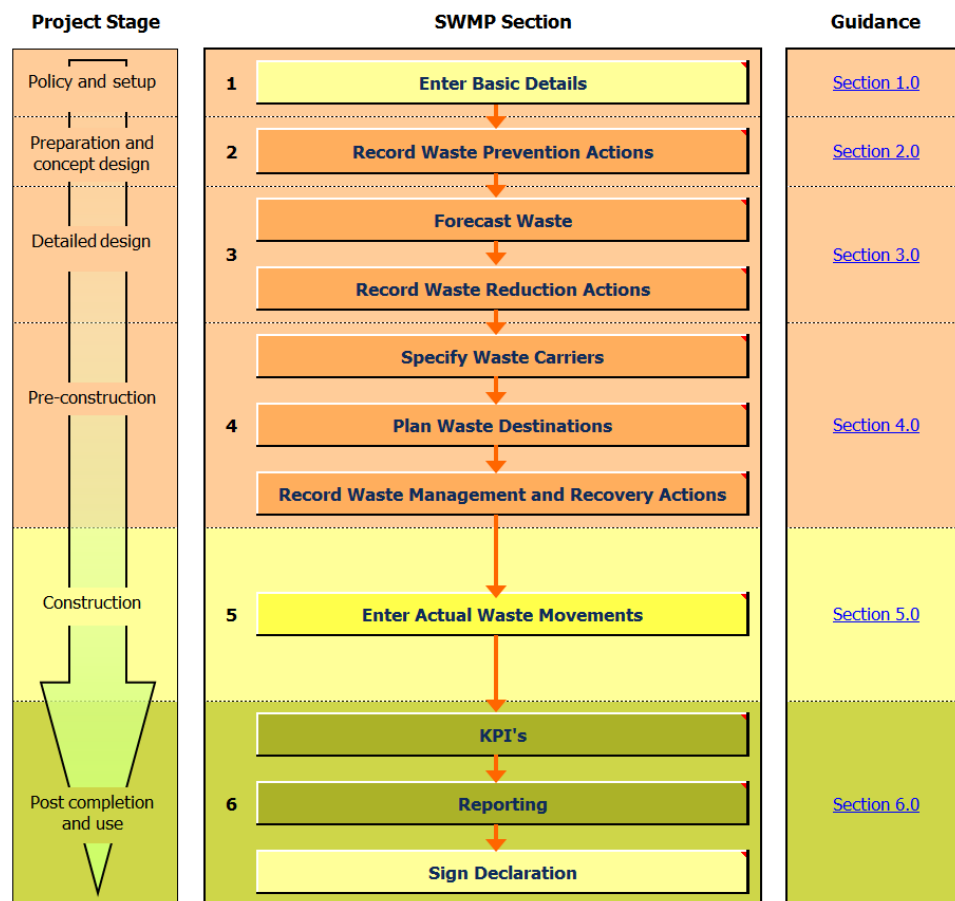 Project Stage
SWMP Section
Guidance
Policy and setup
1
Enter Basic Details
Section 1.0
Preparation and
concept design
2
Record Waste Prevention Actions
Section 2.0
Detailed design
3
Forecast Waste
Record Waste Reduction Actions
Section 3.0
Pre-construction
4
Specify Waste Carriers
Plan Waste Destinations
Record Waste Management and Recovery Actions
Section 4.0
Construction
5
Enter Actual Waste Movements
Section 5.0
Post completion
and use
6
KPI's
Reporting
Sign Declaration
Section 6.0